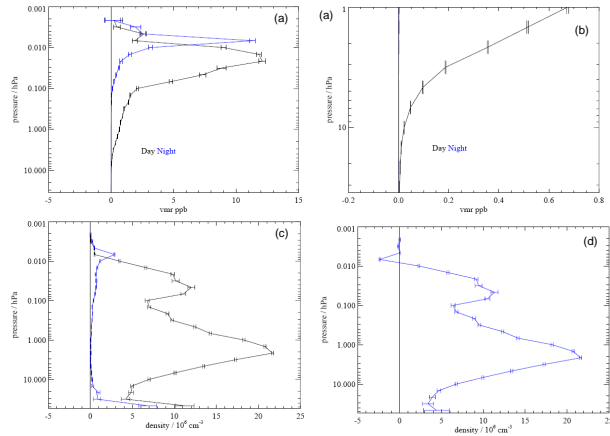 (a)
0.001
0.010
0.100
1.000
10.000
pressure / hPa
Day Night
-5 0 5 10 15
vmr ppb
(a)
(b)
1
10
pressure / hPa
Day Night
-0.2 0.0 0.2 0.4 0.6 0.8 1.0
vmr ppb
(c)
0.001
0.010
0.100
1.000
10.000
pressure / hPa
-5 0 5 10 15 20 25
density / 10⁶ cm⁻³
(d)
0.001
0.010
0.100
1.000
10.000
pressure / hPa
-5 0 5 10 15 20 25
density / 10⁶ cm⁻³